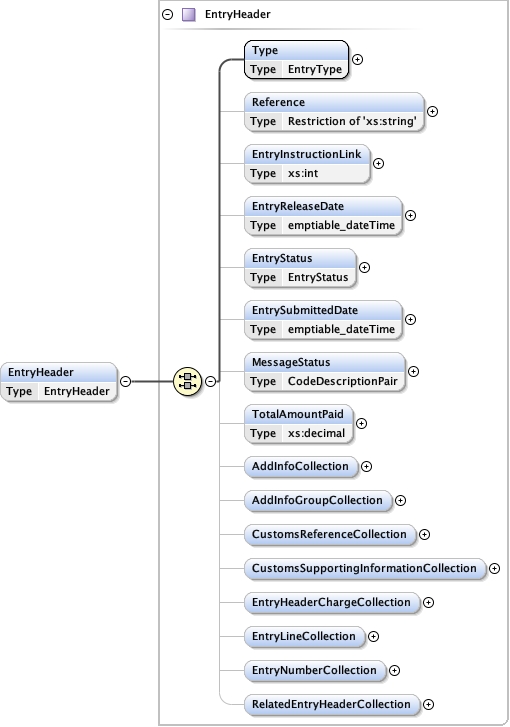 EntryHeader
Type
Type EntryType
Reference
Type Restriction of 'xs:string'
EntryInstructionLink
Type xs:int
EntryReleaseDate
Type emptiable_dateTime
EntryStatus
Type EntryStatus
EntrySubmittedDate
Type emptiable_dateTime
EntryHeader
Type EntryHeader
MessageStatus
Type CodeDescriptionPair
TotalAmountPaid
Type xs:decimal
AddInfoCollection
AddInfoGroupCollection
CustomsReferenceCollection
CustomsSupportingInformationCollection
EntryHeaderChargeCollection
EntryLineCollection
EntryNumberCollection
RelatedEntryHeaderCollection